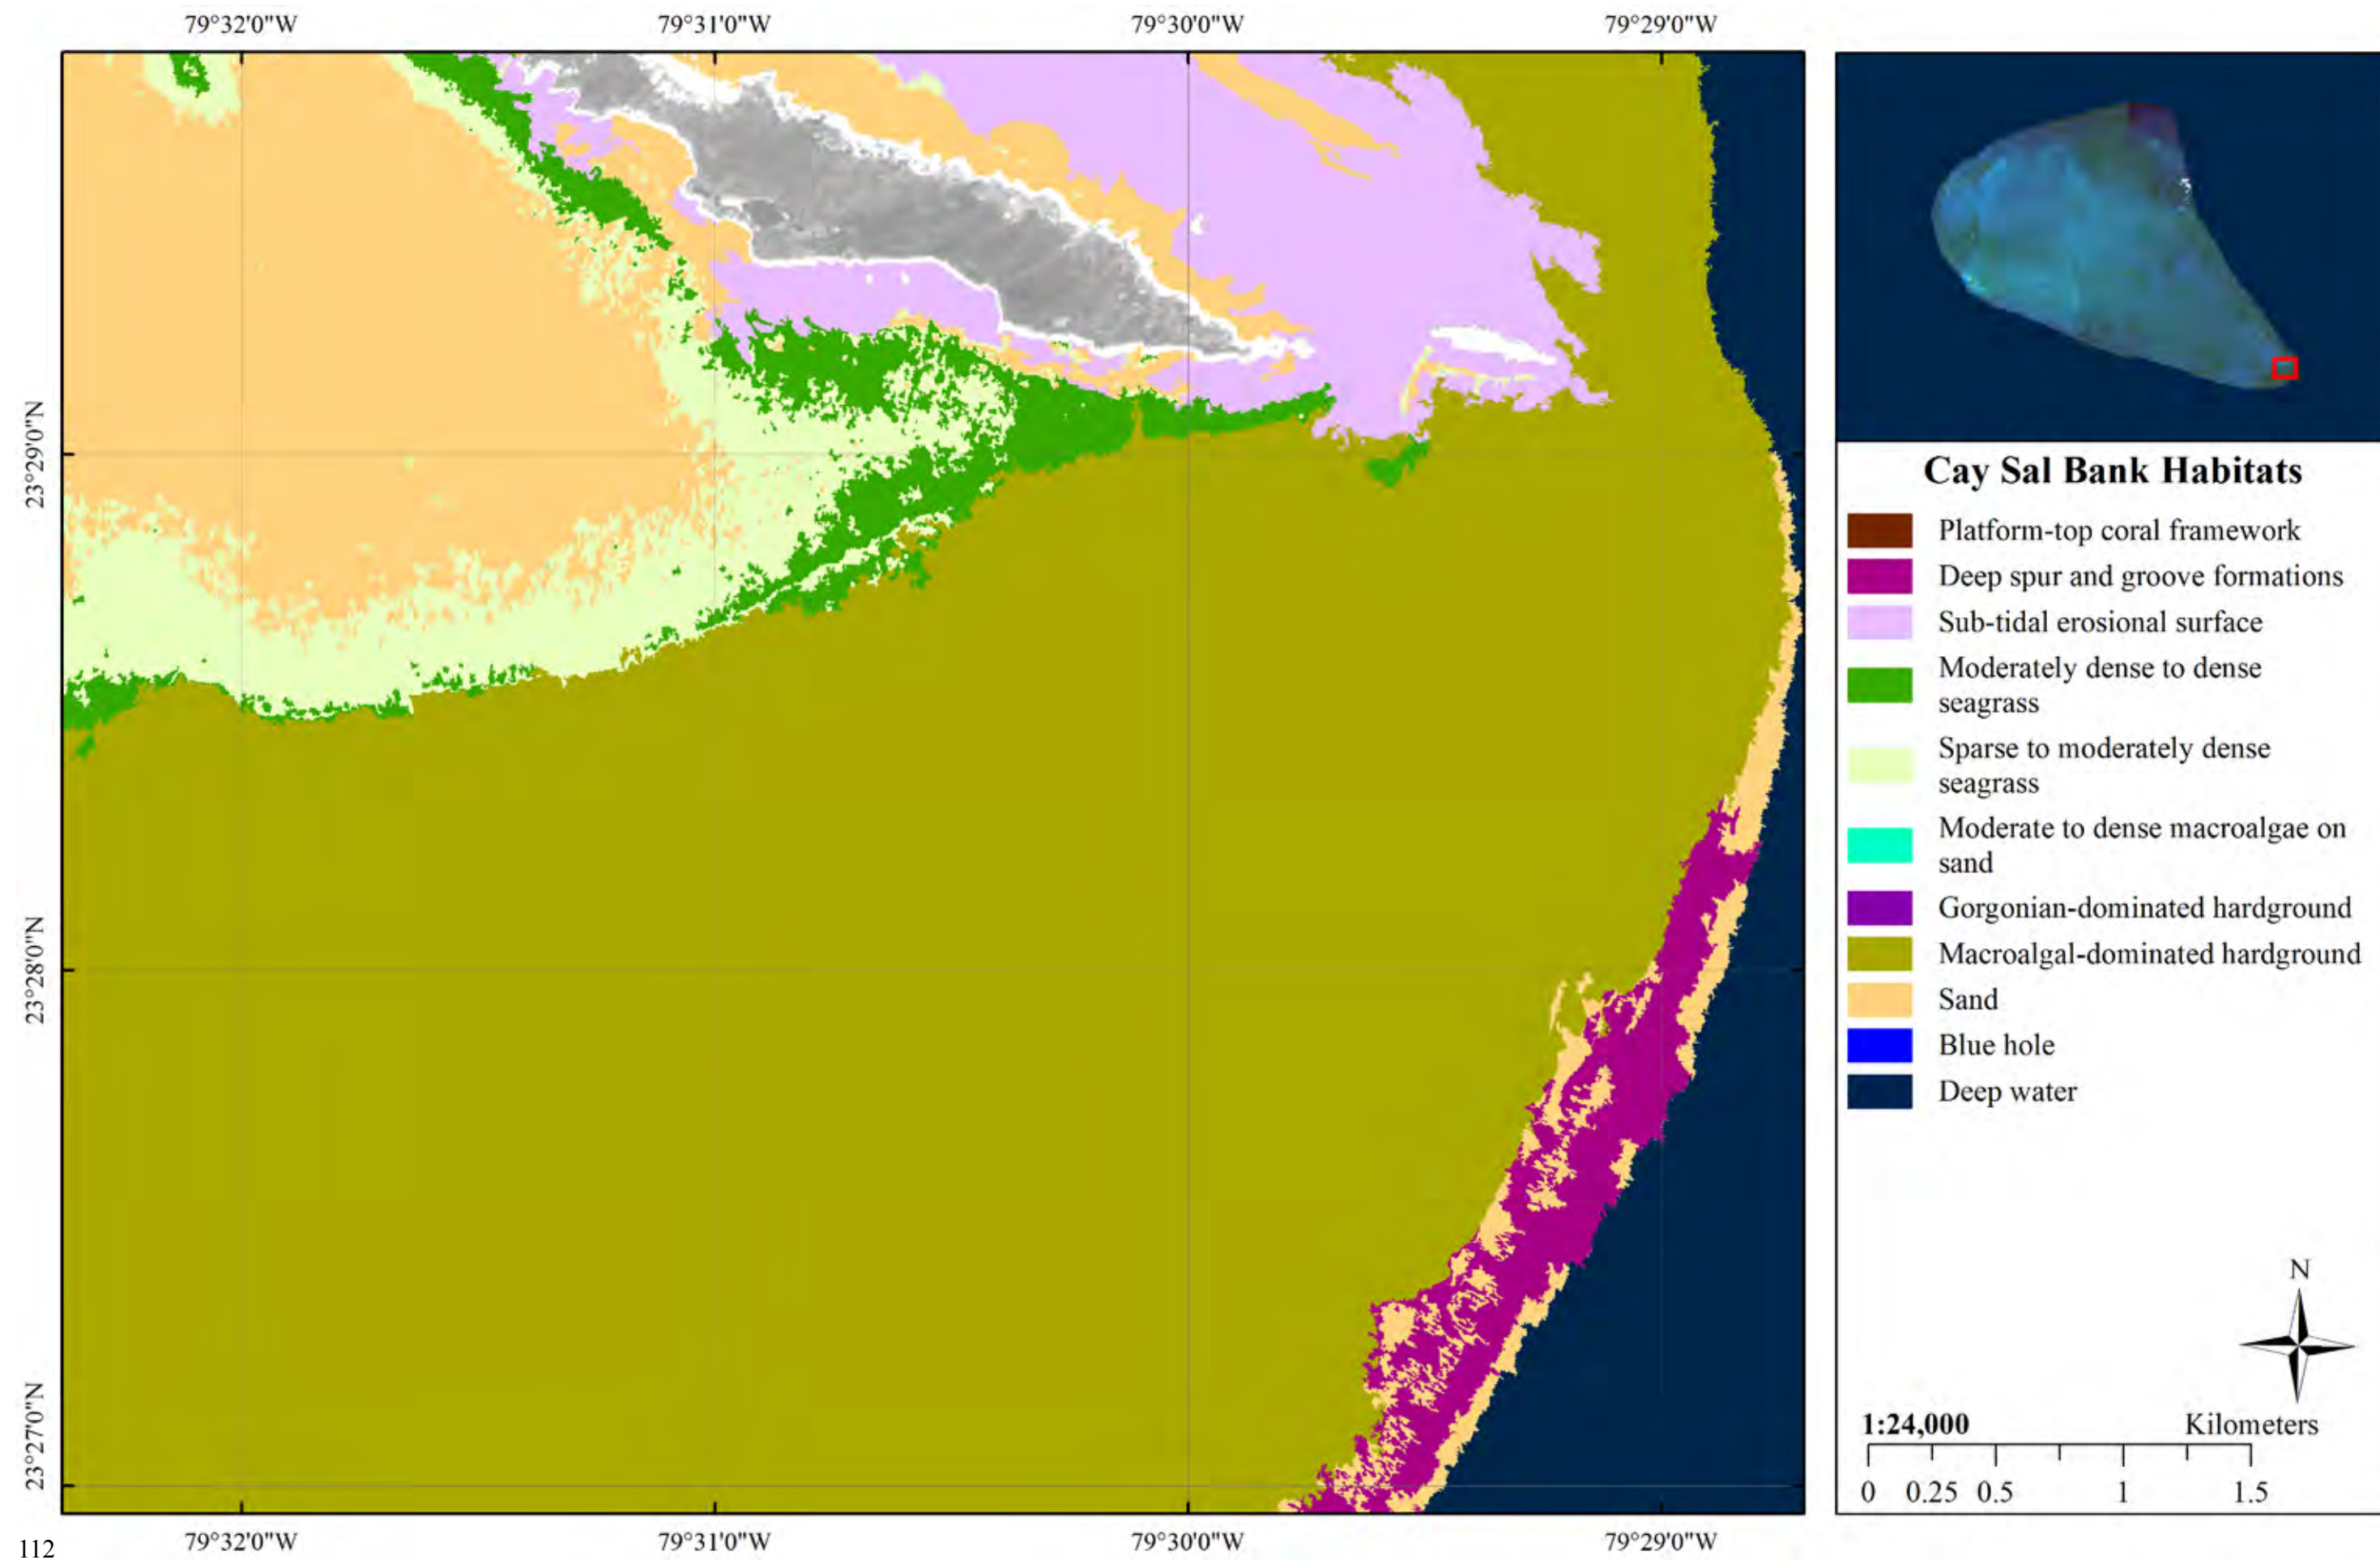 79°32'0"W
79°31'0"W
79°30'0"W
79°29'0"W
23°29'0"N
23°28'0"N
23°27'0"N
79°32'0"W
79°31'0"W
79°30'0"W
79°29'0"W
Cay Sal Bank Habitats
Platform-top coral framework
Deep spur and groove formations
Sub-tidal erosional surface
Moderately dense to dense
seagrass
Sparse to moderately dense
seagrass
Moderate to dense macroalgae on
sand
Gorgonian-dominated hardground
Macroalgal-dominated hardground
Sand
Blue hole
Deep water
N
1:24,000 Kilometers
0 0.25 0.5 1 1.5
112